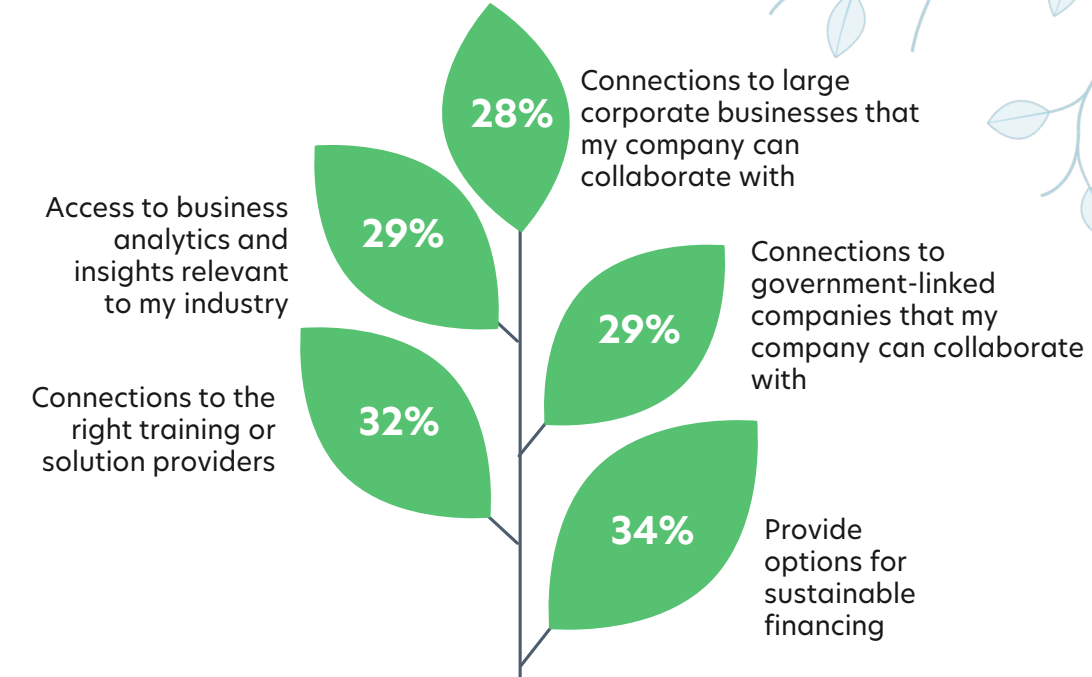 28%
Connections to large
corporate businesses that
my company can
collaborate with
Access to business
analytics and
insights relevant
to my industry
29%
Connections to
government-linked
companies that my
company can collaborate
with
29%
Connections to the
right training or
solution providers
32%
34%
Provide
options for
sustainable
financing